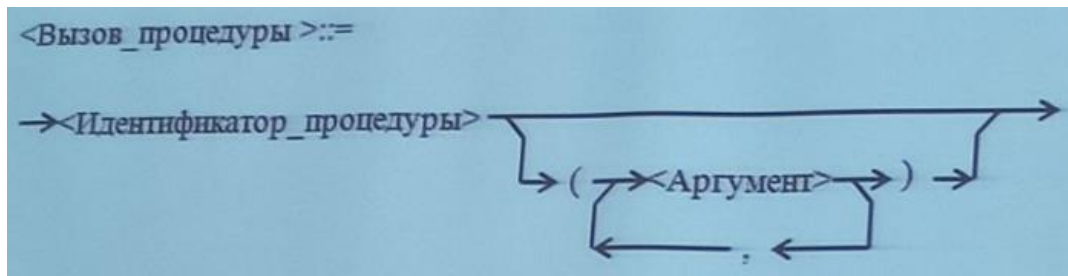 <Вызов_процедуры >::=
<Идентификатор_процедуры>
( <Аргумент> )
,